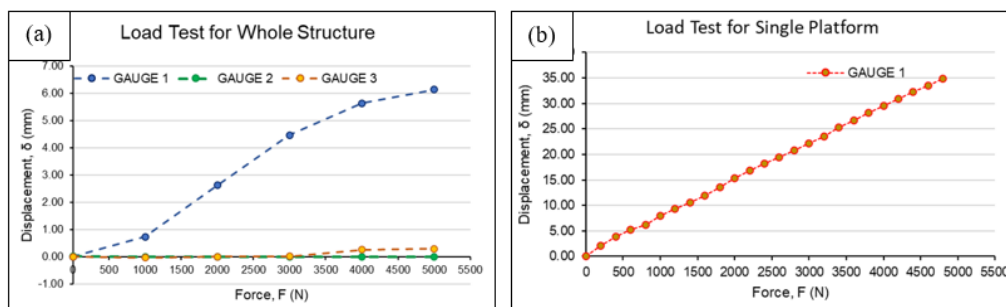 (a)
Load Test for Whole Structure
7.00
GAUGE 1 GAUGE 2 GAUGE 3
6.00
5.00
4.00
3.00
2.00
1.00
0.00
-1.00
0 500 1000 1500 2000 2500 3000 3500 4000 4500 5000 5500
Displacement, δ (mm)
Force, F (N)
(b)
Load Test for Single Platform
GAUGE 1
35.00
30.00
25.00
20.00
15.00
10.00
5.00
0.00
0 500 1000 1500 2000 2500 3000 3500 4000 4500 5000 5500
Displacement, δ (mm)
Force, F (N)